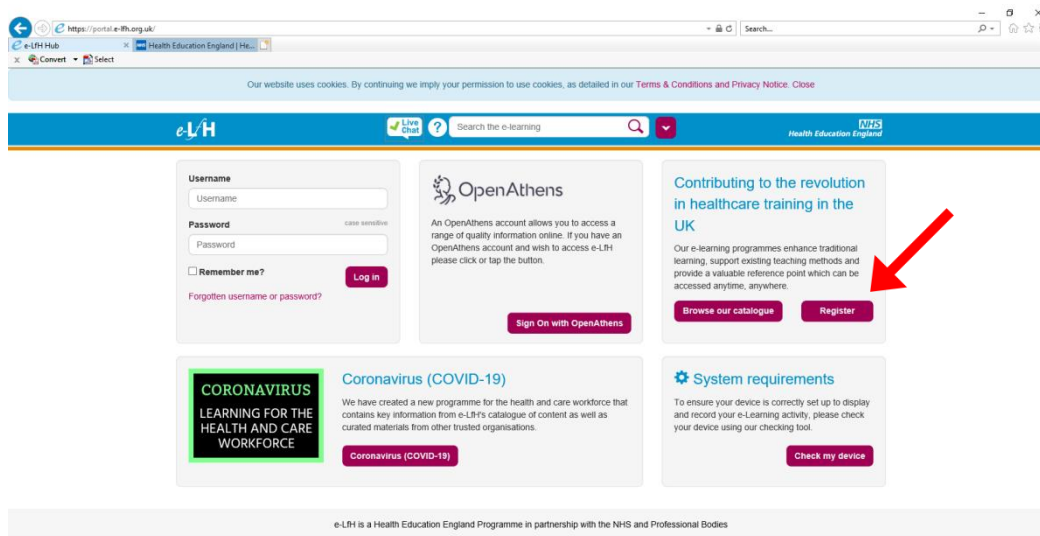 https://portal.e-lfh.org.uk/
Search...
e-LfH Hub
Health Education England | He...
x Convert Select
Our website uses cookies. By continuing we imply your permission to use cookies, as detailed in our Terms & Conditions and Privacy Notice. Close
e-LfH
Live Chat
?
Search the e-learning
NHS
Health Education England
Username
Username
Password case sensitive
Password
Remember me?
Log in
Forgotten username or password?
OpenAthens
An OpenAthens account allows you to access a
range of quality information online. If you have an
OpenAthens account and wish to access e-LfH
please click or tap the button.
Sign On with OpenAthens
Contributing to the revolution
in healthcare training in the
UK
Our e-learning programmes enhance traditional
learning, support existing teaching methods and
provide a valuable reference point which can be
accessed anytime, anywhere.
Browse our catalogue Register
CORONAVIRUS
LEARNING FOR THE
HEALTH AND CARE
WORKFORCE
Coronavirus (COVID-19)
We have created a new programme for the health and care workforce that
contains key information from e-LfH's catalogue of content as well as
curated materials from other trusted organisations.
Coronavirus (COVID-19)
System requirements
To ensure your device is correctly set up to display
and record your e-Learning activity, please check
your device using our checking tool.
Check my device
e-LfH is a Health Education England Programme in partnership with the NHS and Professional Bodies